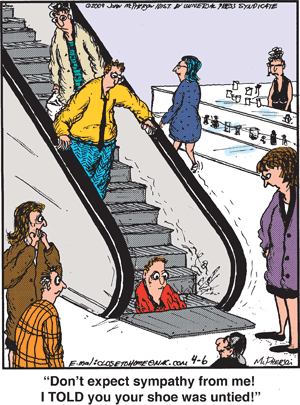 ©2009 JOHN McPHERSON/DIST. BY UNIVERSAL PRESS SYNDICATE
E-mail: CLOSETOHOME@MAC.COM 4-6
McPHERSON
"Don't expect sympathy from me!
I TOLD you your shoe was untied!"